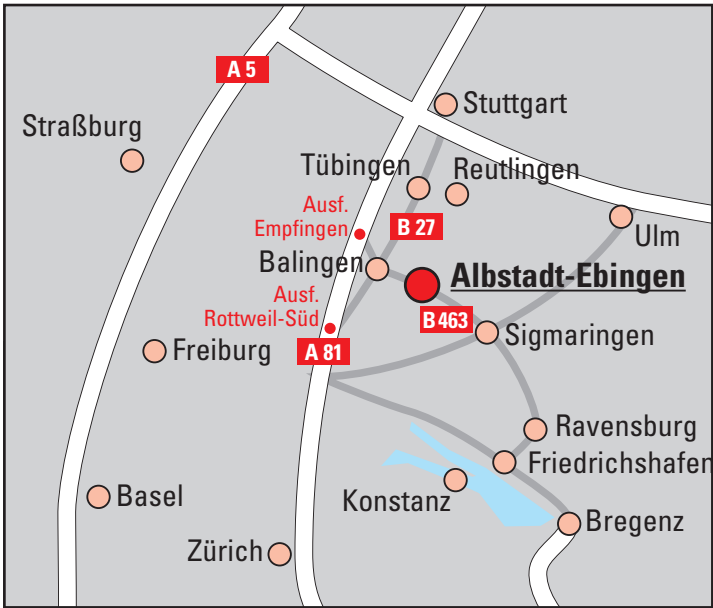 A 5
Stuttgart
Straßburg
Tübingen
Reutlingen
Ausf.
Empfingen
B 27
Ulm
Balingen
Albstadt-Ebingen
Ausf.
Rottweil-Süd
B 463
Sigmaringen
Freiburg
A 81
Ravensburg
Friedrichshafen
Basel
Konstanz
Bregenz
Zürich